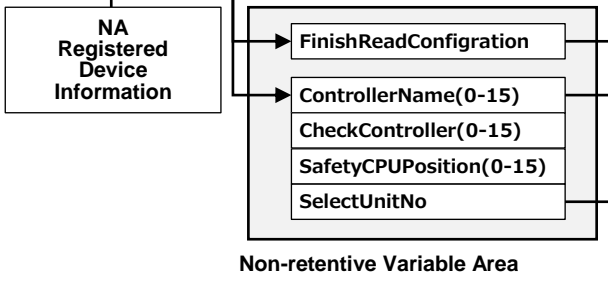 NA
Registered
Device
Information
FinishReadConfigration
ControllerName(0-15)
CheckController(0-15)
SafetyCPUPosition(0-15)
SelectUnitNo
Non-retentive Variable Area